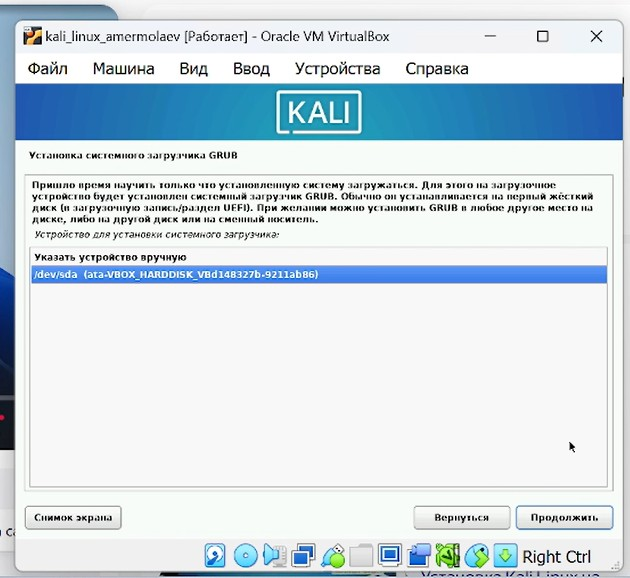 kali_linux_amermolaev [Работает] - Oracle VM VirtualBox
Файл Машина Вид Ввод Устройства Справка
KALI
Установка системного загрузчика GRUB
Пришло время научить только что установленную систему загружаться. Для этого на загрузочное
устройство будет установлен системный загрузчик GRUB. Обычно он устанавливается на первый жёсткий
диск (в загрузочную запись/раздел UEFI). При желании можно установить GRUB в любое другое место на
диске, либо на другой диск или на сменный носитель.
Устройство для установки системного загрузчика:
Указать устройство вручную
/dev/sda (ata-VBOX_HARDDISK_VBd148327b-9211ab86)
Снимок экрана Вернуться Продолжить
Right Ctrl